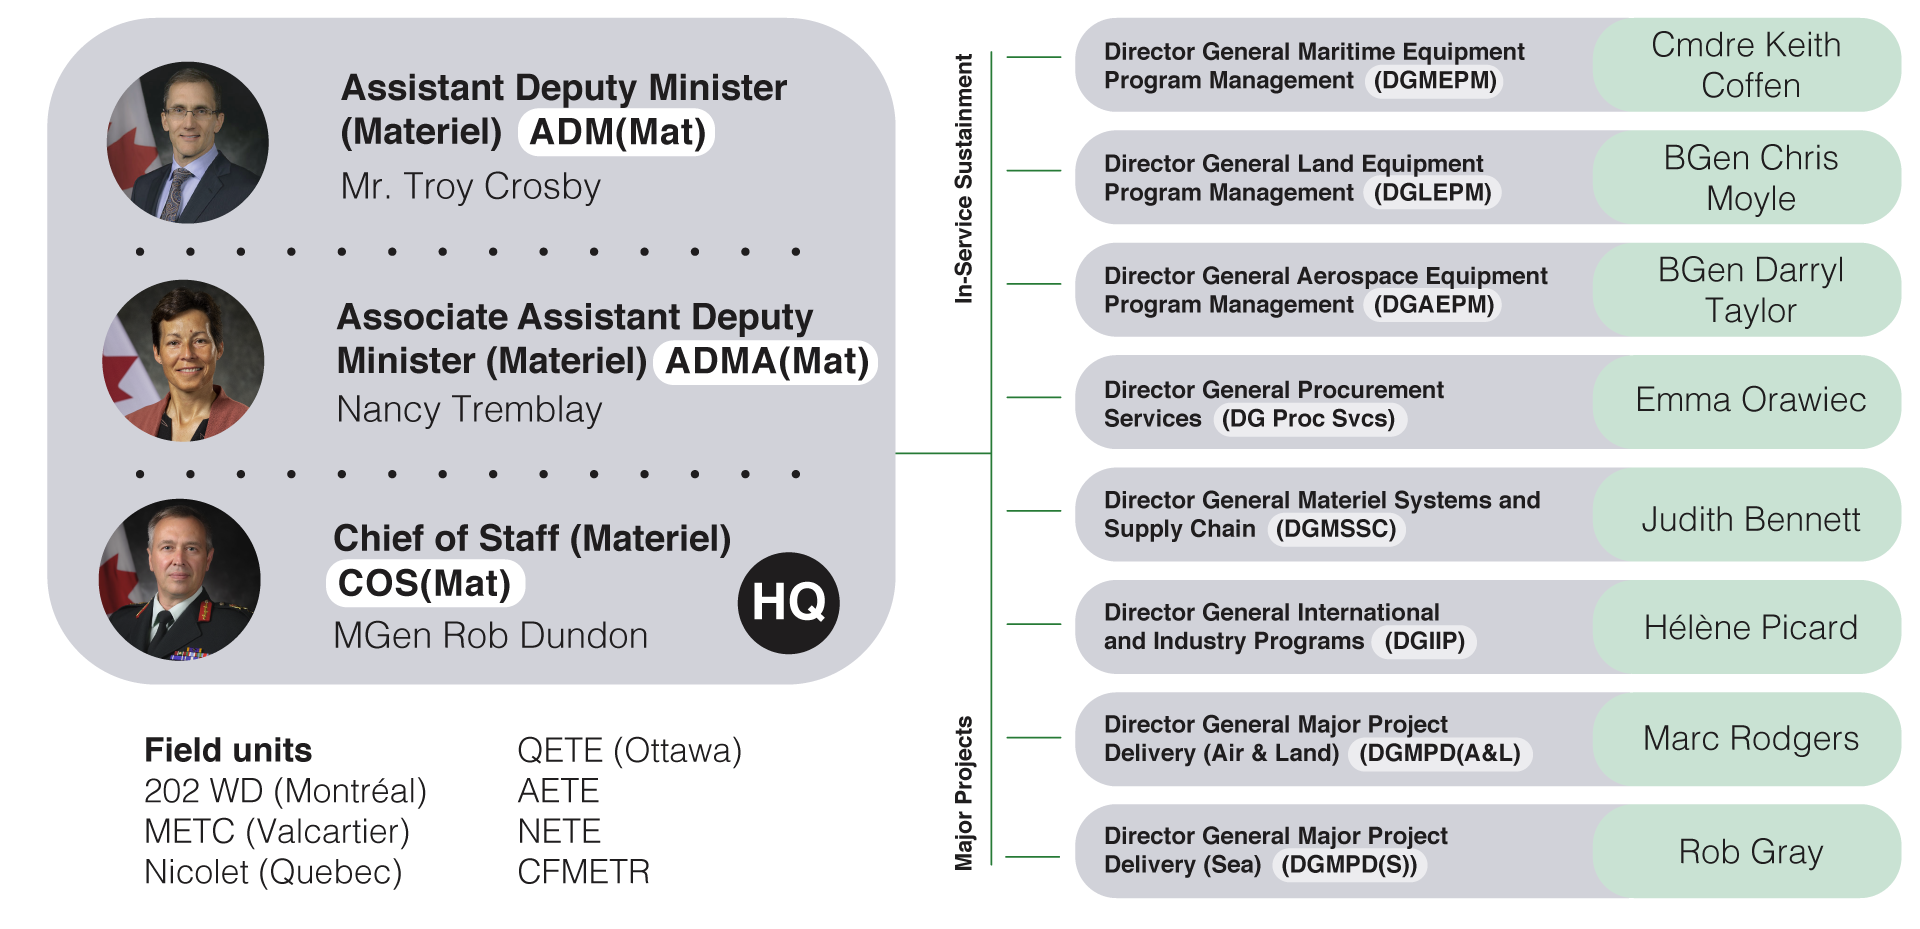 Assistant Deputy Minister
(Materiel) ADM(Mat)
Mr. Troy Crosby
Associate Assistant Deputy
Minister (Materiel) ADMA(Mat)
Nancy Tremblay
Chief of Staff (Materiel)
COS(Mat)
MGen Rob Dundon
HQ
Field units
202 WD (Montréal)
METC (Valcartier)
Nicolet (Quebec)
QETE (Ottawa)
AETE
NETE
CFMETR
In-Service Sustainment
Major Projects
Director General Maritime Equipment
Program Management (DGMEPM)
Cmdre Keith
Coffen
Director General Land Equipment
Program Management (DGLEPM)
BGen Chris
Moyle
Director General Aerospace Equipment
Program Management (DGAEPM)
BGen Darryl
Taylor
Director General Procurement
Services (DG Proc Svcs)
Emma Orawiec
Director General Materiel Systems and
Supply Chain (DGMSSC)
Judith Bennett
Director General International
and Industry Programs (DGIIP)
Hélène Picard
Director General Major Project
Delivery (Air & Land) (DGMPD(A&L)
Marc Rodgers
Director General Major Project
Delivery (Sea) (DGMPD(S))
Rob Gray